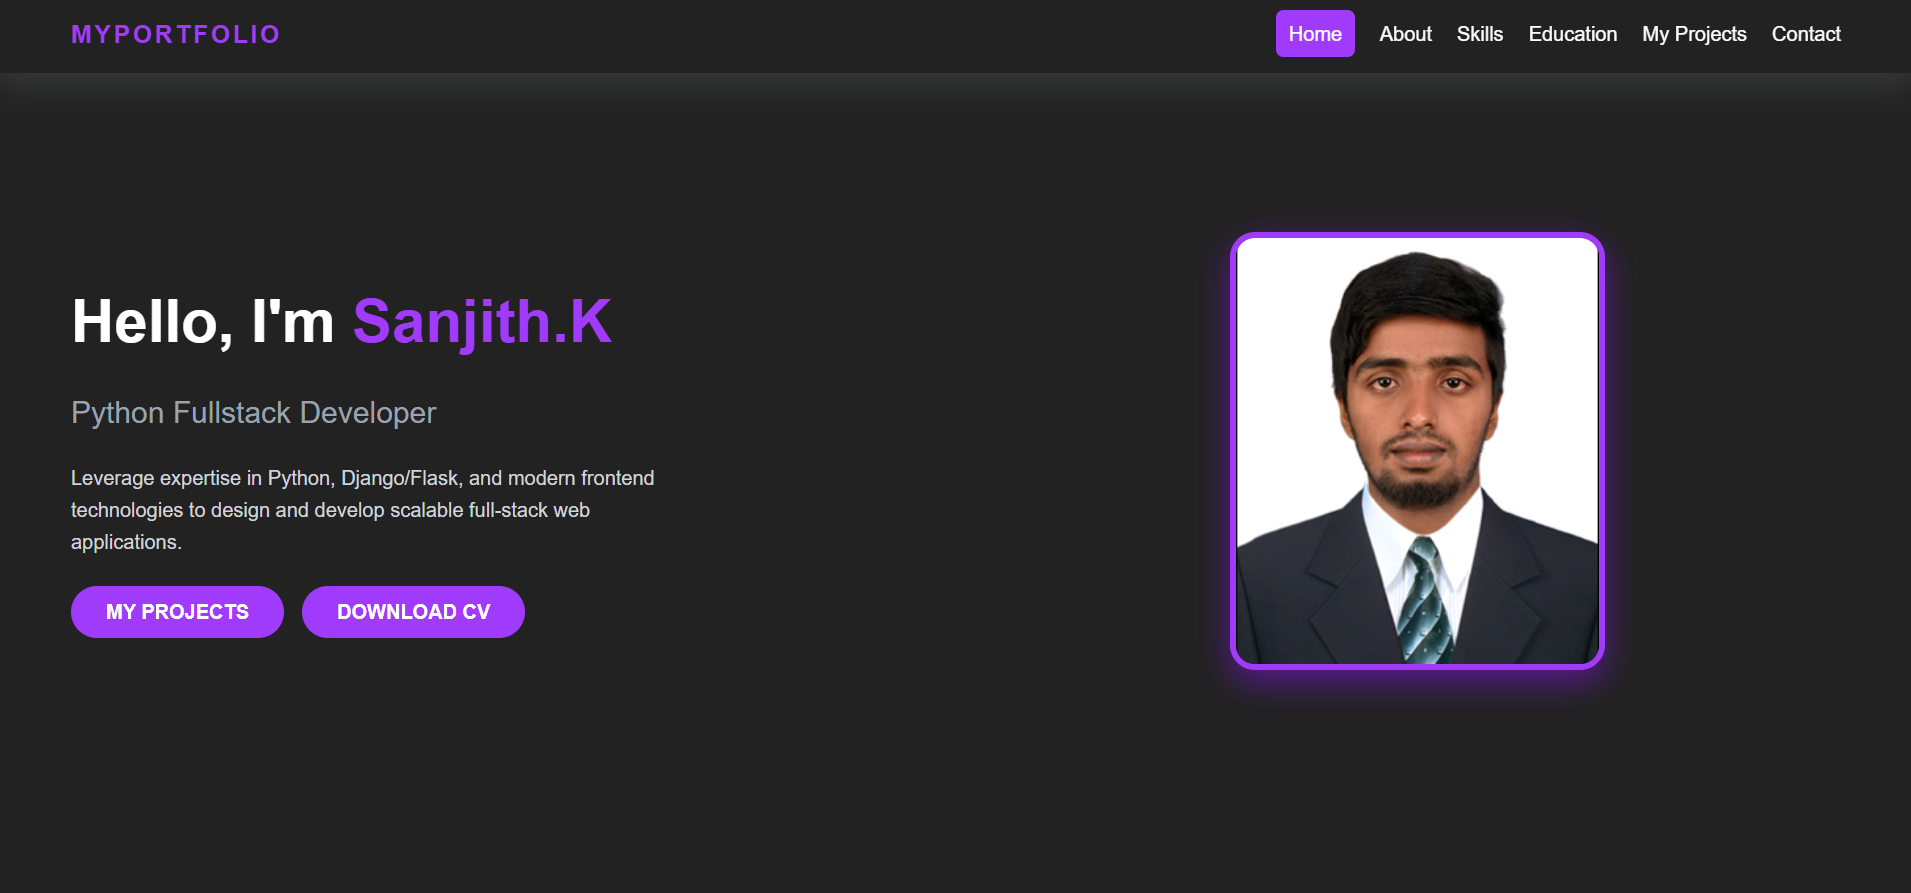 MYPORTFOLIO
Home
About
Skills
Education
My Projects
Contact
Hello, I'm Sanjith.K
Python Fullstack Developer
Leverage expertise in Python, Django/Flask, and modern frontend
technologies to design and develop scalable full-stack web
applications.
MY PROJECTS
DOWNLOAD CV